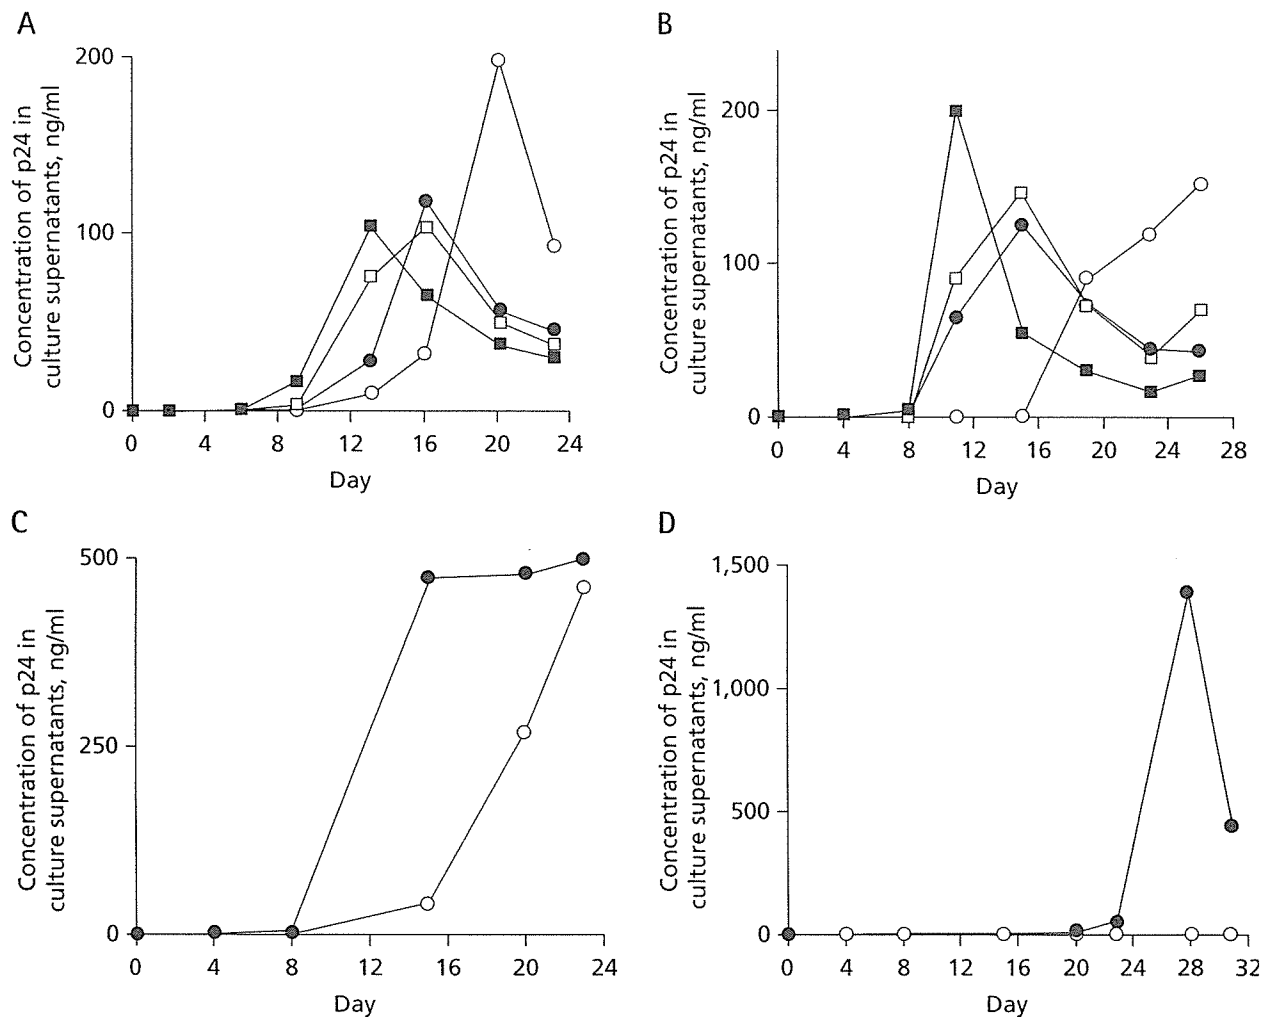 A
Concentration of p24 in
culture supernatants, ng/ml
200
100
0
0 4 8 12 16 20 24
Day
B
Concentration of p24 in
culture supernatants, ng/ml
200
100
0
0 4 8 12 16 20 24 28
Day
C
Concentration of p24 in
culture supernatants, ng/ml
500
250
0
0 4 8 12 16 20 24
Day
D
Concentration of p24 in
culture supernatants, ng/ml
1,500
1,000
500
0
0 4 8 12 16 20 24 28 32
Day